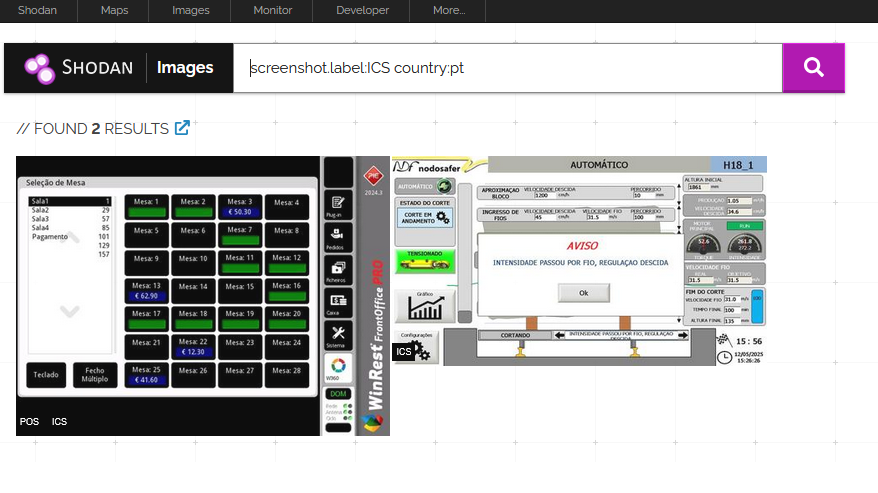 Shodan Maps Images Monitor Developer More...
SHODAN Images screenshot.label:ICS country:pt
// FOUND 2 RESULTS
Seleção de Mesa
Sala1 1
Sala2 29
Sala3 57
Sala4 85
Pagamento 101
129
157
Mesa: 1 Mesa: 2 Mesa: 3 Mesa: 4
€ 50.30
Mesa: 5 Mesa: 6 Mesa: 7 Mesa: 8
Mesa: 9 Mesa: 10 Mesa: 11 Mesa: 12
Mesa: 13 Mesa: 14 Mesa: 15 Mesa: 16
€ 62.90
Mesa: 17 Mesa: 18 Mesa: 19 Mesa: 20
Mesa: 21 Mesa: 22 Mesa: 23 Mesa: 24
€ 12.30
Mesa: 25 Mesa: 26 Mesa: 27 Mesa: 28
€ 41.60
Teclado
Fecho
Múltiplo
Plug-in
Pedidos
Ficheiros
Caixa
Sistema
W360
DOM
2024.3
WinRest FrontOffice PRO
POS ICS
nodosafer
AUTOMÁTICO
H18_1
AUTOMÁTICO
ESTADO DO CORTE
CORTE EM
ANDAMENTO
TENSIONADO
Gráfico
Configurações
APROXIMAÇAO
BLOCO
VELOCIDADE DESCIDA
1200 cm/h
PERCORRIDO
10 mm
INGRESSO DE
FIOS
VELOCIDADE DESCIDA
45 cm/h
VELOCIDADE FIO
31.5 m/s
PERCORRIDO
100 mm
AVISO
INTENSIDADE PASSOU POR FIO, REGULAÇAO DESCIDA
Ok
CORTANDO
INTENSIDADE PASSOU POR FIO, REGULAÇAO
DESCIDA
ALTURA INICIAL
1861 mm
PRODUÇÃO 1.05
VELOCIDADE
DESCIDA 34.6
MOTOR
PRINCIPAL
RUN
52.6
TORQUE
261.8
272.2
INTENSIDADE
VELOCIDADE FIO
REAL OBJETIVO
31.5 m/s 31.5 m/s
FIM DO CORTE
VELOCIDADE FIO 31.0 m/s
100
TEMPO FINAL 100 mm
ALTURA FINAL 135 mm
15 : 56
12/05/2025
15:26:26
ICS